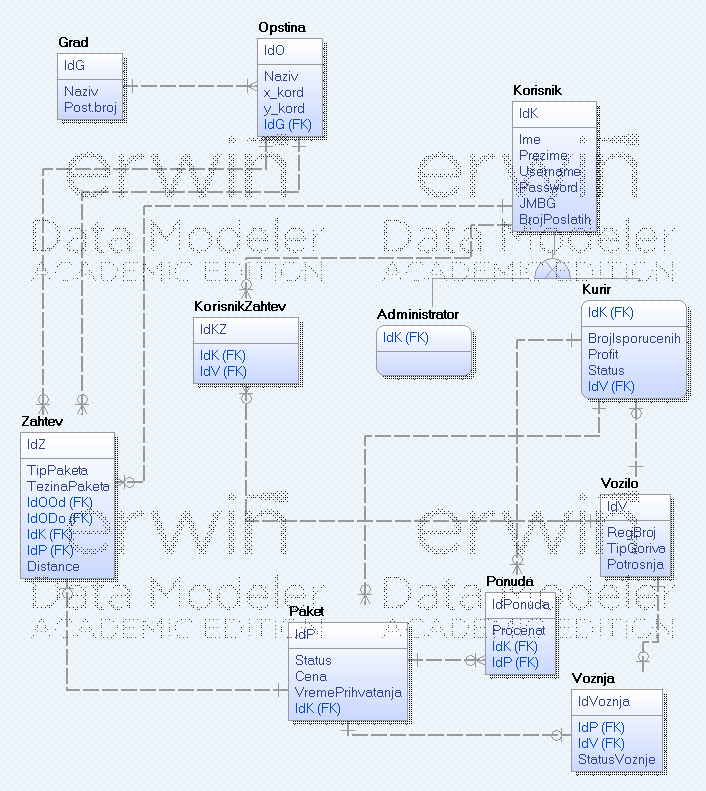 Grad
IdG
Naziv
Post.broj
Opstina
IdO
Naziv
x_kord
y_kord
IdG (FK)
Korisnik
IdK
Ime
Prezime
Username
Password
JMBG
BrojPoslatih
erwin
Data Modeler
ACADEMIC EDITION
erwin
Data Modeler
ACADEMIC EDITION
KorisnikZahtev
IdKZ
IdK (FK)
IdV (FK)
Administrator
IdK (FK)
Kurir
IdK (FK)
BrojIsporucenih
Profit
Status
IdV (FK)
Zahtev
IdZ
TipPaketa
TezinaPaketa
IdOOd (FK)
IdODo (FK)
IdK (FK)
IdP (FK)
Distance
Vozilo
IdV
RegBroj
TipGoriva
Potrosnja
erwin
Data Modeler
ACADEMIC EDITION
erwin
Data Modeler
ACADEMIC EDITION
Paket
IdP
Status
Cena
VremePrihvatanja
IdK (FK)
Ponuda
IdPonuda
Procenat
IdK (FK)
IdP (FK)
Voznja
IdVoznja
IdP (FK)
IdV (FK)
StatusVoznje